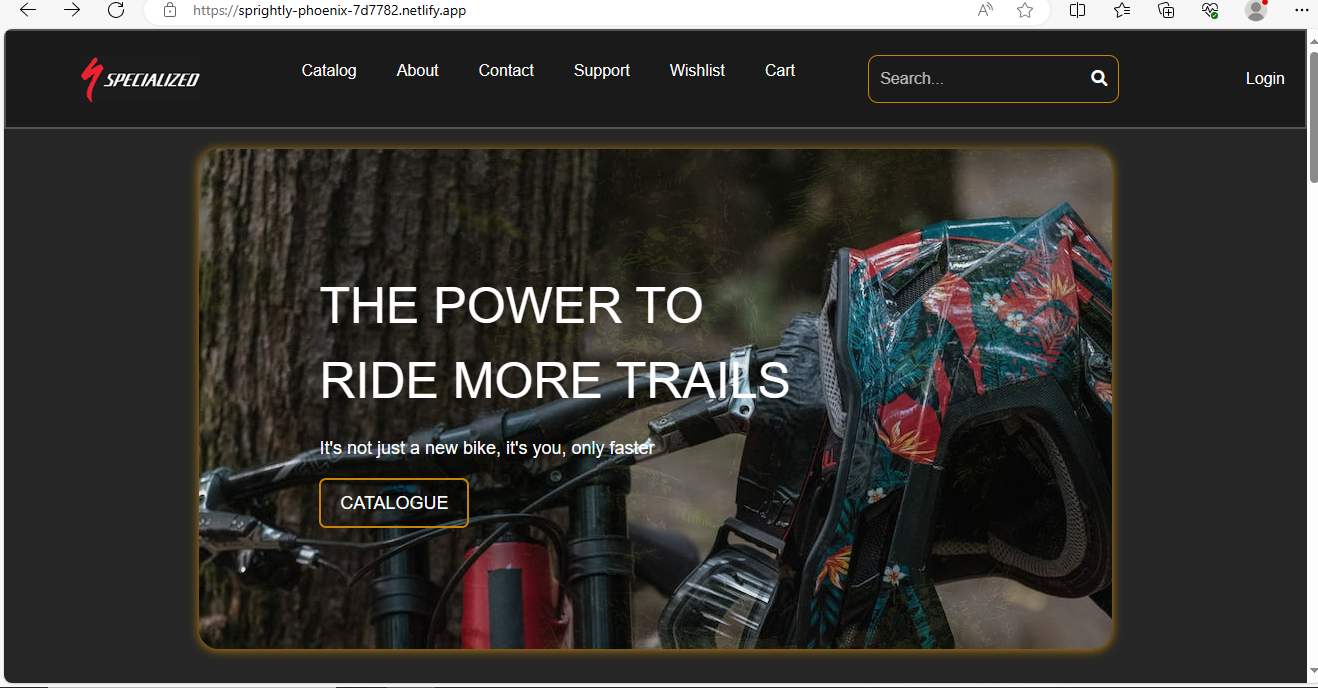 https://sprightly-phoenix-7d7782.netlify.app
SPECIALIZED
Catalog About Contact Support Wishlist Cart
Search...
Login
THE POWER TO
RIDE MORE TRAILS
It's not just a new bike, it's you, only faster
CATALOGUE